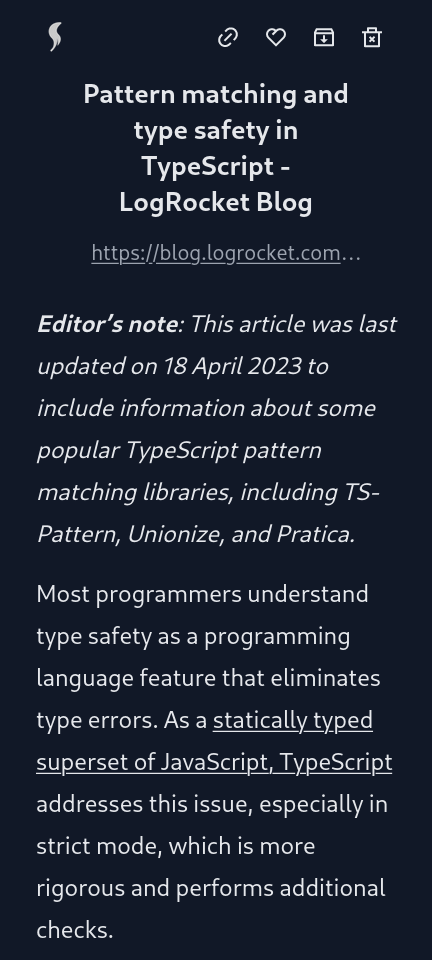 Pattern matching and
type safety in
TypeScript -
LogRocket Blog
https://blog.logrocket.com…
Editor’s note: This article was last
updated on 18 April 2023 to
include information about some
popular TypeScript pattern
matching libraries, including TS-
Pattern, Unionize, and Pratica.
Most programmers understand
type safety as a programming
language feature that eliminates
type errors. As a statically typed
superset of JavaScript, TypeScript
addresses this issue, especially in
strict mode, which is more
rigorous and performs additional
checks.